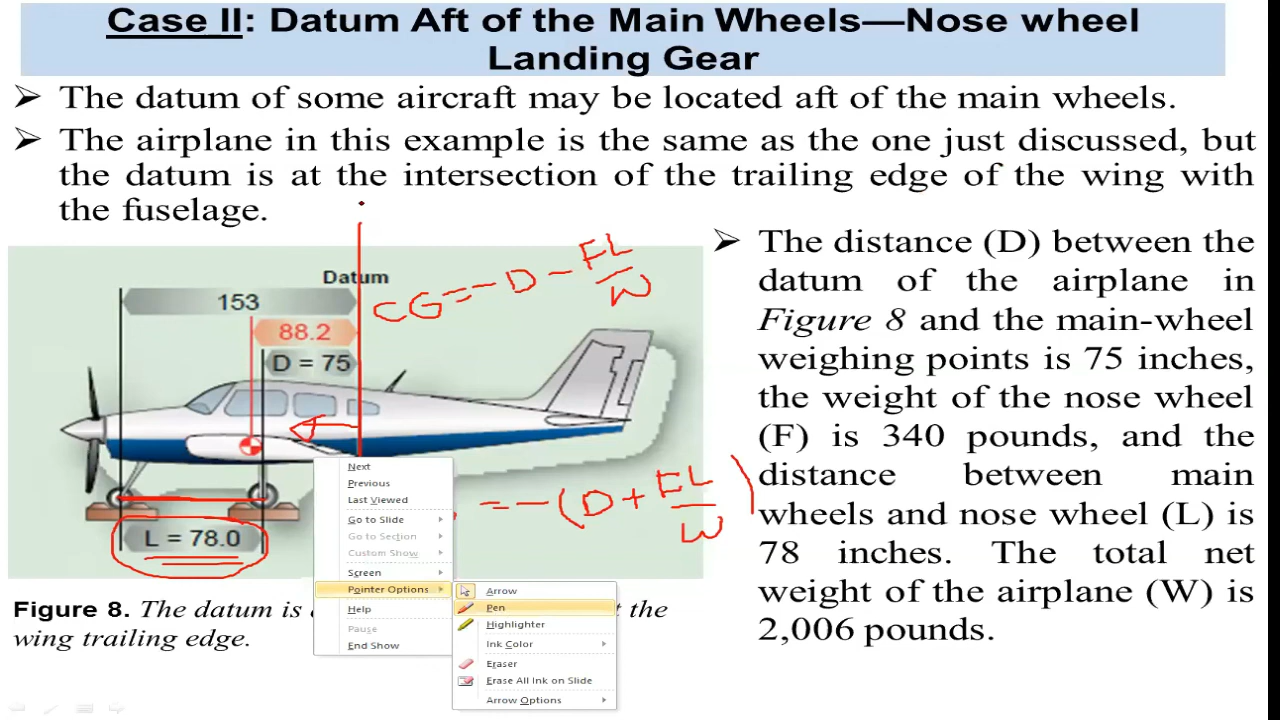 Case II: Datum Aft of the Main Wheels—Nose wheel
Landing Gear
➢ The datum of some aircraft may be located aft of the main wheels.
➢ The airplane in this example is the same as the one just discussed, but
the datum is at the intersection of the trailing edge of the wing with
the fuselage.
Datum
153
88.2
D = 75
L = 78.0
CG = - D - FL/W
= - (D + FL/W)
Figure 8. The datum is a
t the
wing trailing edge.
➢ The distance (D) between the
datum of the airplane in
Figure 8 and the main-wheel
weighing points is 75 inches,
the weight of the nose wheel
(F) is 340 pounds, and the
distance between main
wheels and nose wheel (L) is
78 inches. The total net
weight of the airplane (W) is
2,006 pounds.
Next
Previous
Last Viewed
Go to Slide
Go to Section
Custom Show
Screen
Pointer Options
Help
Pause
End Show
Arrow
Pen
Highlighter
Ink Color
Eraser
Erase All Ink on Slide
Arrow Options